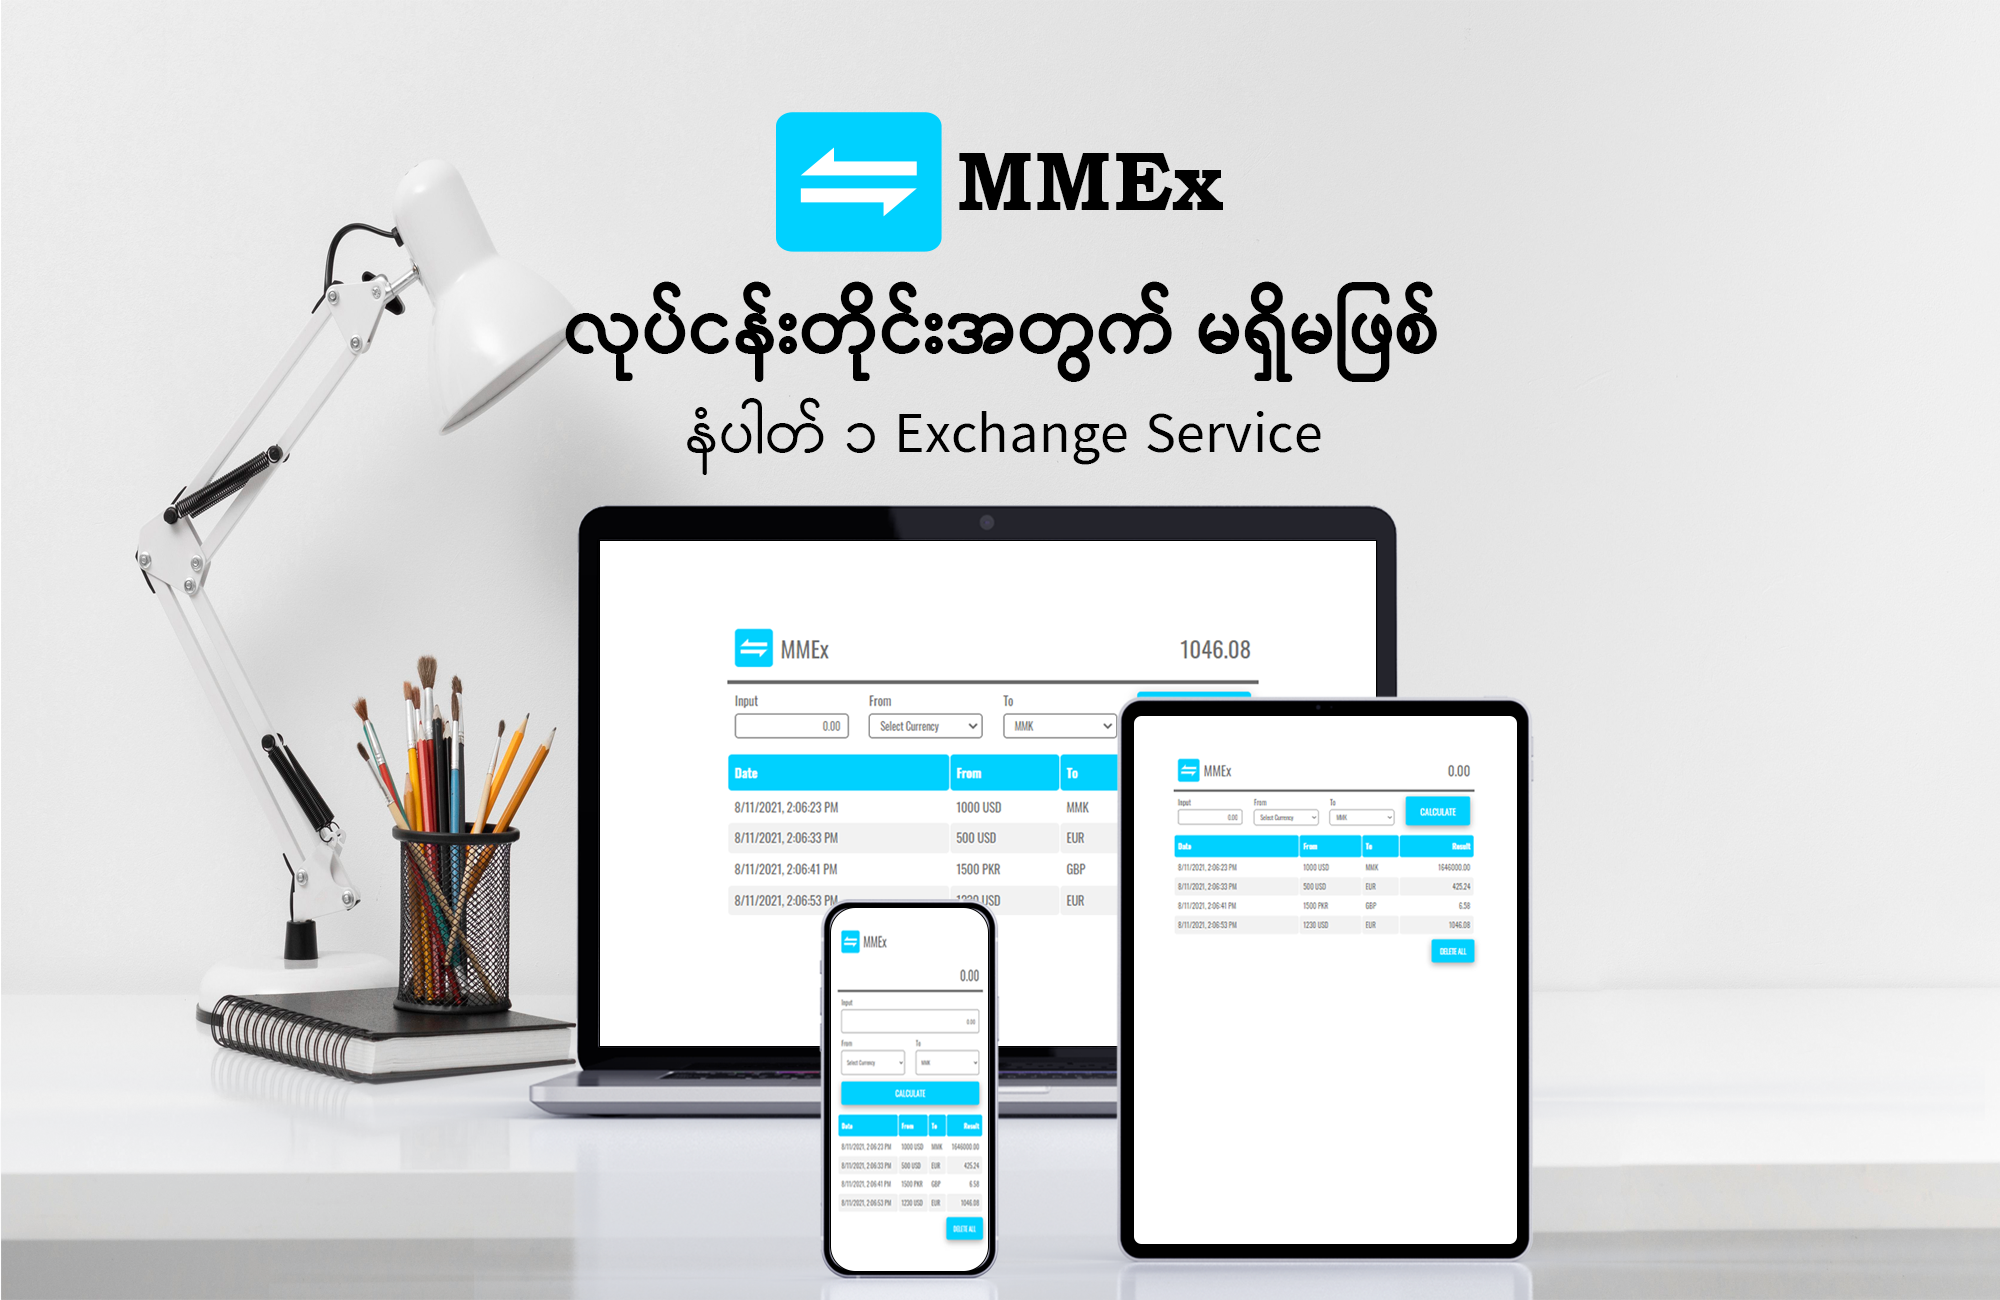 MMEx
လုပ်ငန်းတိုင်းအတွက် မရှိမဖြစ်
နံပါတ် ၁ Exchange Service
MMEx 1046.08
Input From To
0.00 Select Currency MMK
Date From To
8/11/2021, 2:06:23 PM 1000 USD MMK
8/11/2021, 2:06:33 PM 500 USD EUR
8/11/2021, 2:06:41 PM 1500 PKR GBP
8/11/2021, 2:06:53 PM USD EUR
MMEx 0.00
Input From To
0.00 Select Currency MMK CALCULATE
Date From To Result
8/11/2021, 2:06:23 PM 1000 USD MMK 1646000.00
8/11/2021, 2:06:33 PM 500 USD EUR 425.24
8/11/2021, 2:06:41 PM 1500 PKR GBP 6.58
8/11/2021, 2:06:53 PM 1230 USD EUR 1046.08
DELETE ALL
MMEx
0.00
Input
0.00
From To
Select Currency MMK
CALCULATE
Date From To Result
8/11/2021, 2:06:23 PM 1000 USD MMK 1646000.00
8/11/2021, 2:06:33 PM 500 USD EUR 425.24
8/11/2021, 2:06:41 PM 1500 PKR GBP 6.58
8/11/2021, 2:06:53 PM 1230 USD EUR 1046.08
DELETE ALL